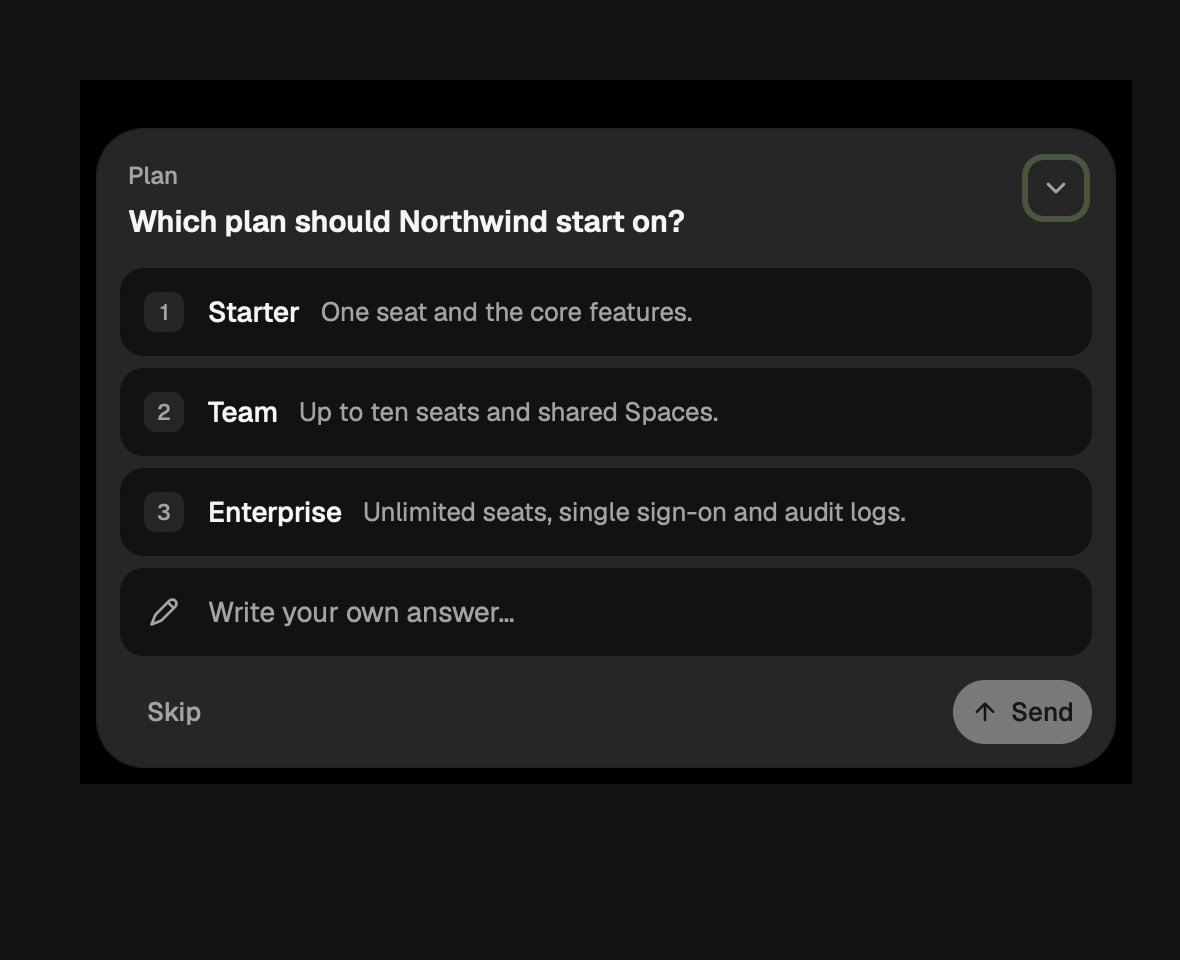 Plan
Which plan should Northwind start on?
1 Starter One seat and the core features.
2 Team Up to ten seats and shared Spaces.
3 Enterprise Unlimited seats, single sign-on and audit logs.
Write your own answer...
Skip
Send